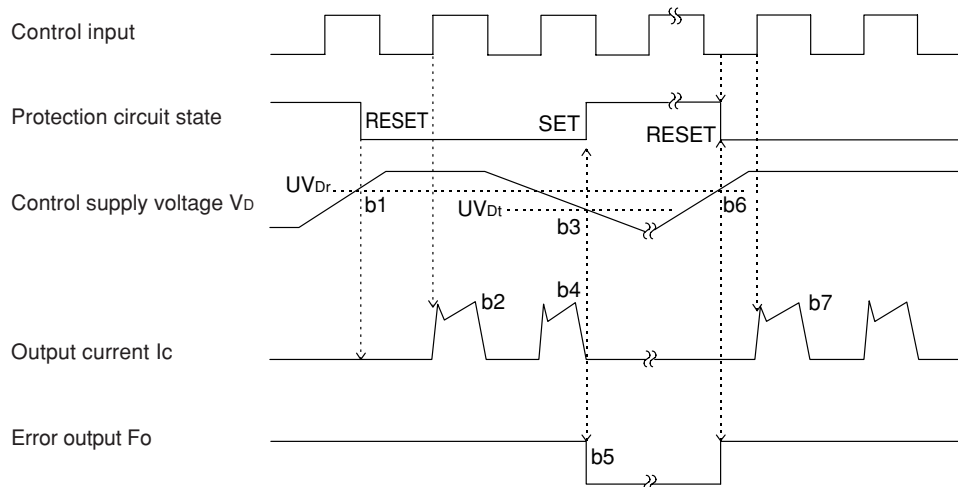 Control input
Protection circuit state
RESET
SET
RESET
Control supply voltage VD
UVDr
b1
UVDt
b3
b6
Output current Ic
b2
b4
b7
Error output Fo
b5